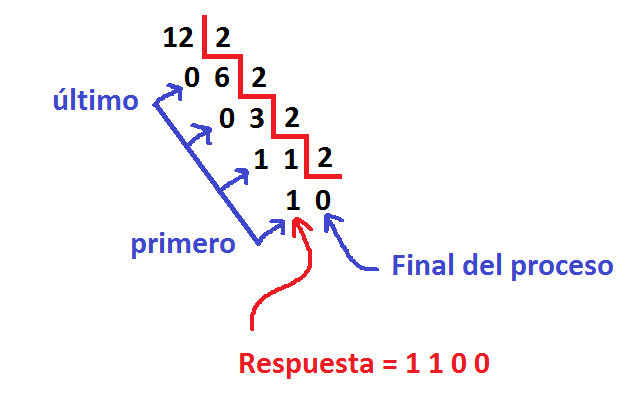 12 2
0 6 2
último
0 3 2
1 1 2
1 0
primero
Final del proceso
Respuesta = 1 1 0 0